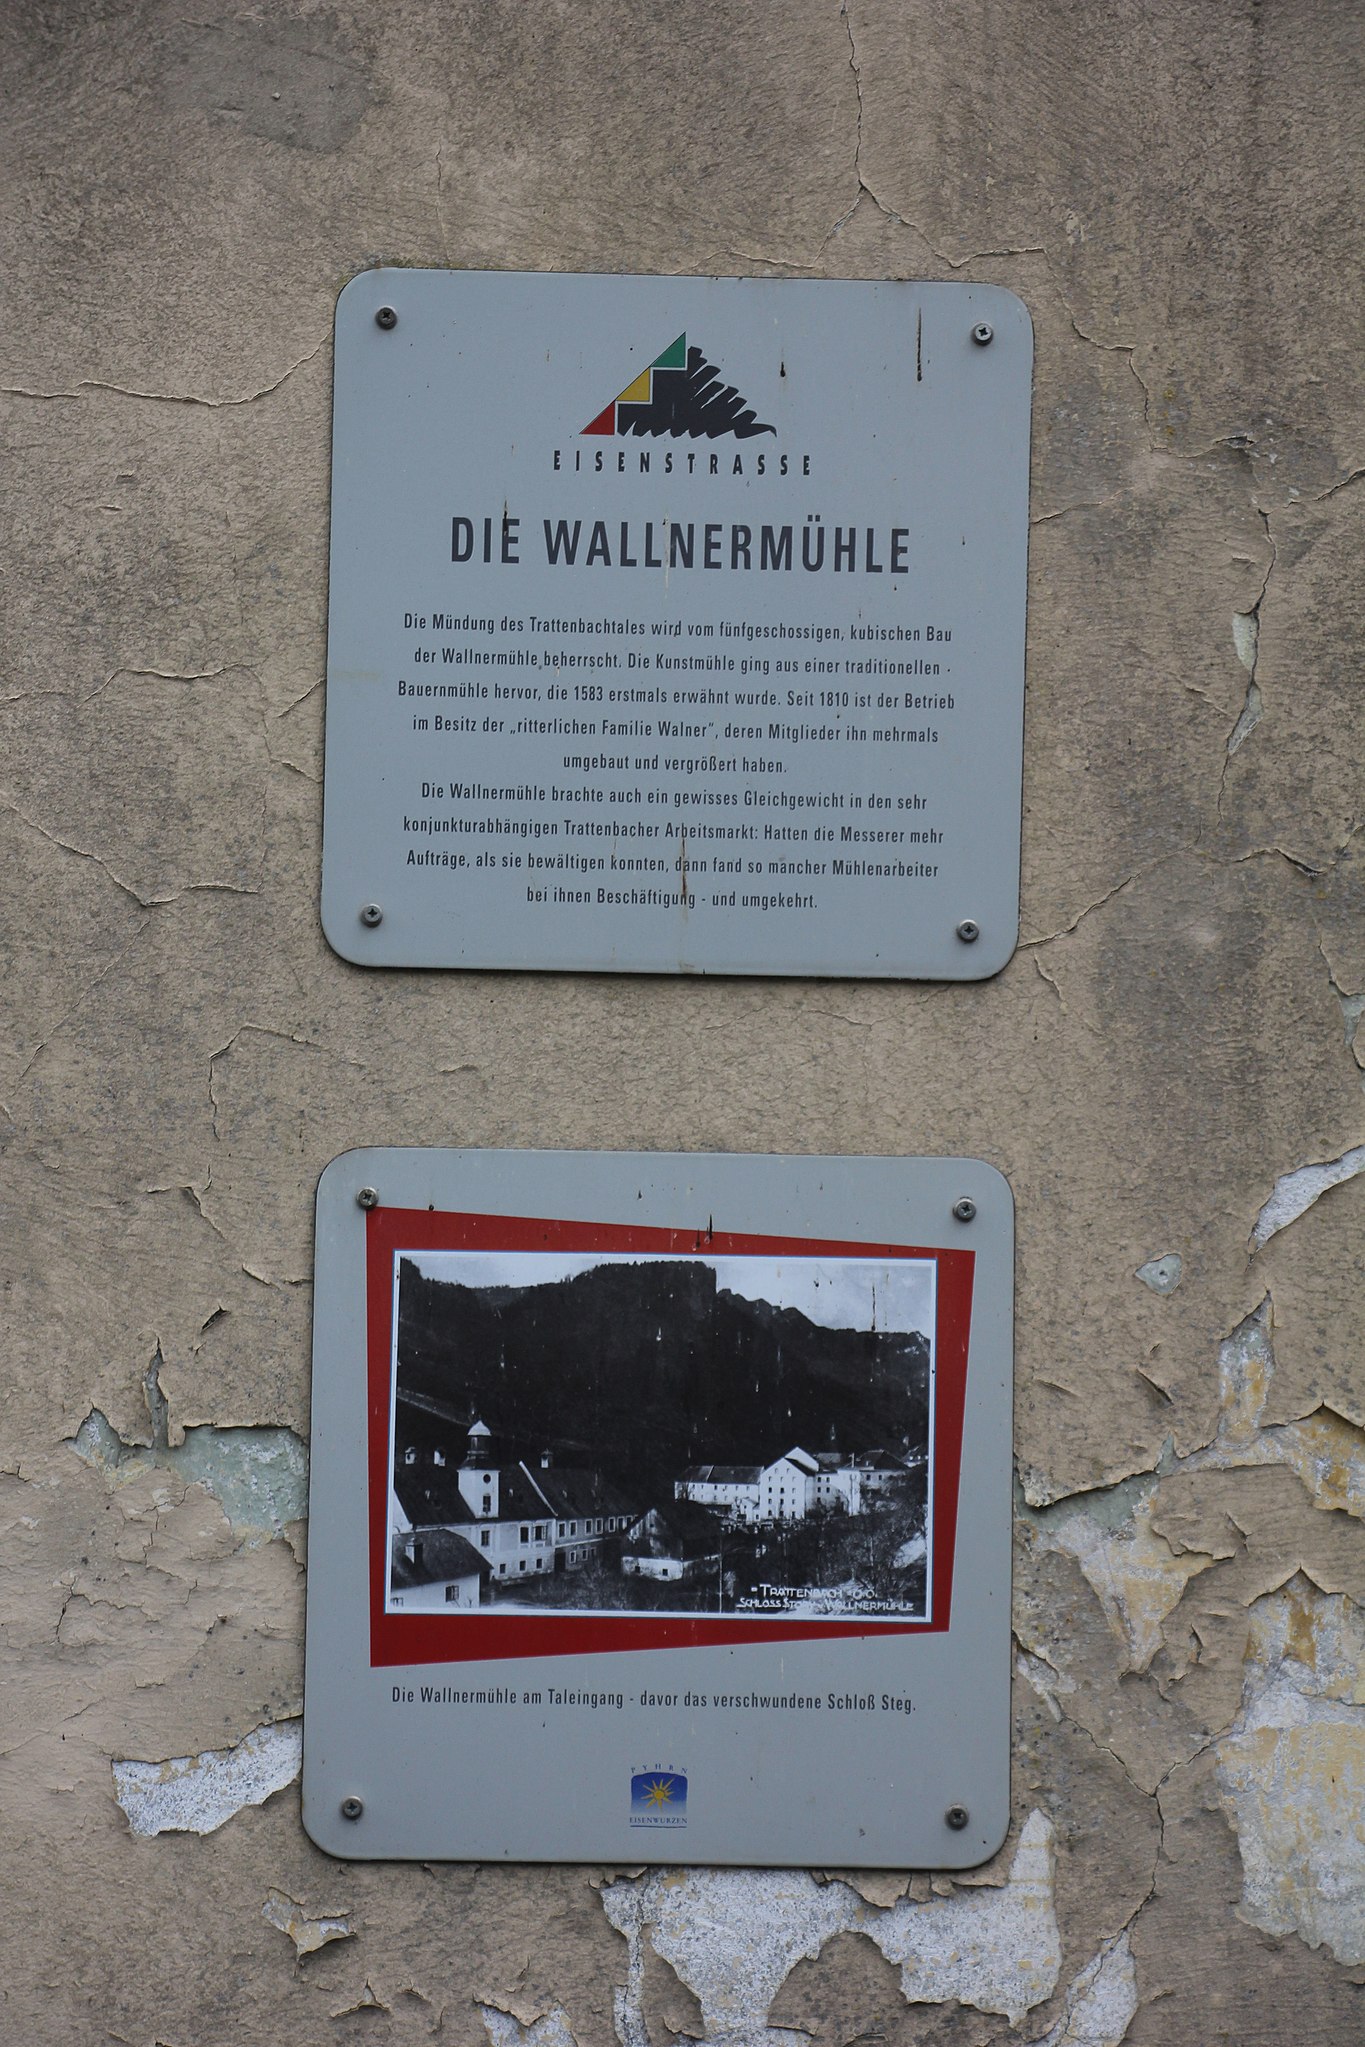 EISENSTRASSE
DIE WALLNERMÜHLE
Die Mündung des Trattenbachtales wird vom fünfgeschossigen, kubischen Bau
der Wallnermühle beherrscht. Die Kunstmühle ging aus einer traditionellen
Bauernmühle hervor, die 1583 erstmals erwähnt wurde. Seit 1810 ist der Betrieb
im Besitz der „ritterlichen Familie Walner“, deren Mitglieder ihn mehrmals
umgebaut und vergrößert haben.
Die Wallnermühle brachte auch ein gewisses Gleichgewicht in den sehr
konjunkturabhängigen Trattenbacher Arbeitsmarkt: Hatten die Messerer mehr
Aufträge, als sie bewältigen konnten, dann fand so mancher Mühlenarbeiter
bei ihnen Beschäftigung - und umgekehrt.
TRATTENBACH O.Ö.
SCHLOSS WALLNERMÜHLE
Die Wallnermühle am Taleingang - davor das verschwundene Schloß Steg.
PYHRN
EISENWURZEN